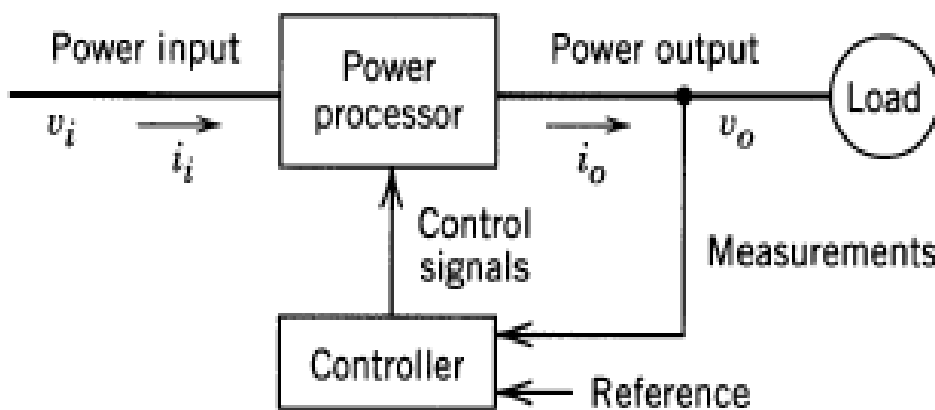 Power input
Power
processor
Power output
Load
v_i
i_i
i_o
v_o
Control
signals
Measurements
Controller
Reference